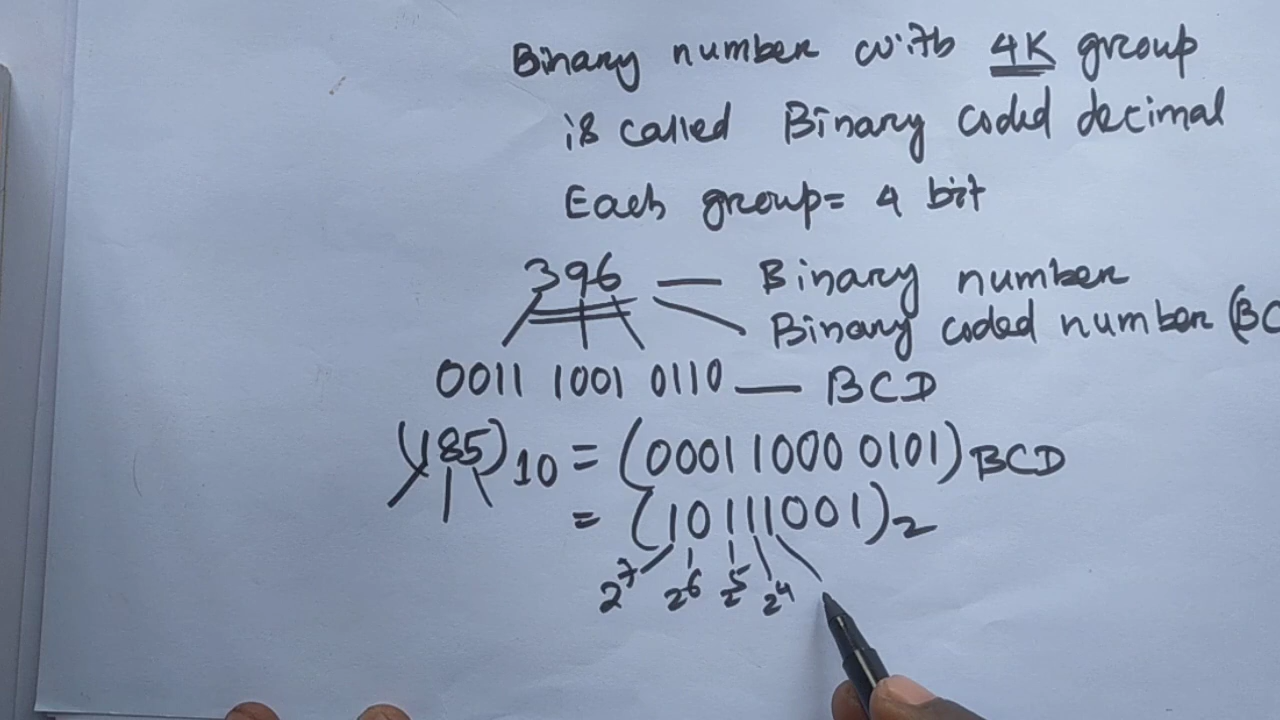 Binary number with 4K group
is called Binary coded decimal
Each group = 4 bit
396 — Binary number
Binary coded number (BC
0011 1001 0110 — BCD
(185)10 = (0001 1000 0101)BCD
= (10111001)2
2^7 2^6 2^5 2^4